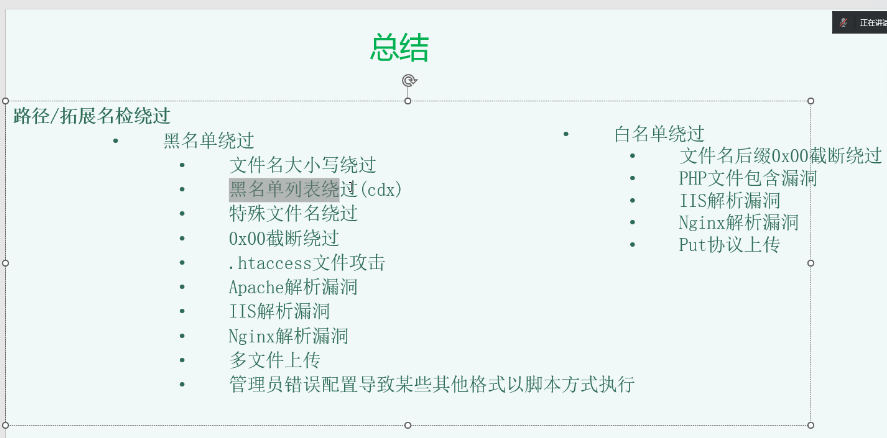 正在讲话
总结
路径/拓展名检绕过
黑名单绕过
文件名大小写绕过
黑名单列表绕过(cdx)
特殊文件名绕过
0x00截断绕过
.htaccess文件攻击
Apache解析漏洞
IIS解析漏洞
Nginx解析漏洞
多文件上传
管理员错误配置导致某些其他格式以脚本方式执行
白名单绕过
文件名后缀0x00截断绕过
PHP文件包含漏洞
IIS解析漏洞
Nginx解析漏洞
Put协议上传